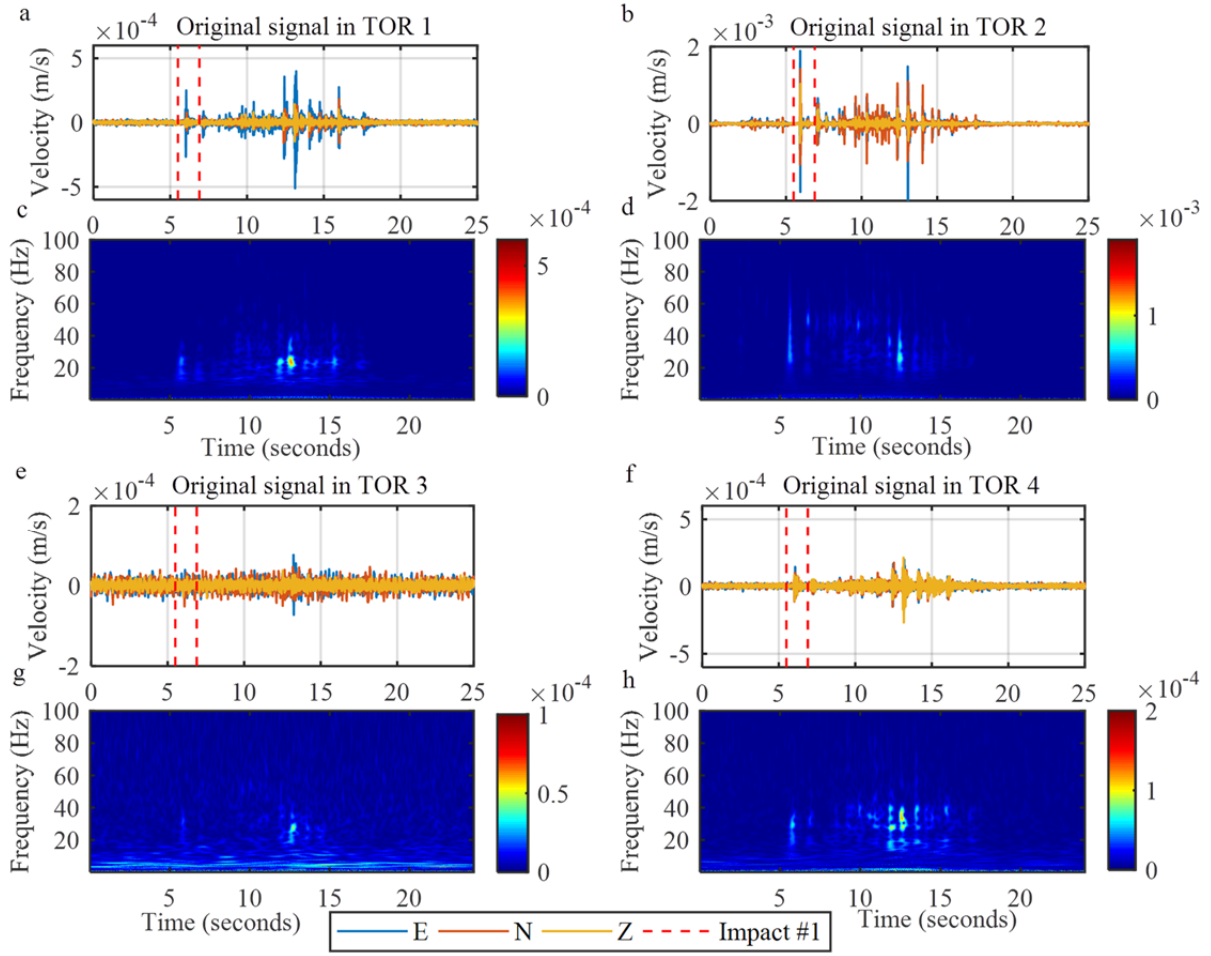 a
×10⁻⁴
Original signal in TOR 1
Velocity (m/s)
5
0
-5
0 5 10 15 20 25
b
×10⁻³
Original signal in TOR 2
Velocity (m/s)
2
0
-2
0 5 10 15 20 25
c
×10⁻⁴
Frequency (Hz)
100
80
60
40
20
5
0
5 10 15 20
Time (seconds)
d
×10⁻³
Frequency (Hz)
100
80
60
40
20
1
0
5 10 15 20
Time (seconds)
e
×10⁻⁴
Original signal in TOR 3
Velocity (m/s)
2
0
-2
0 5 10 15 20 25
f
×10⁻⁴
Original signal in TOR 4
Velocity (m/s)
5
0
-5
0 5 10 15 20 25
g
×10⁻⁴
Frequency (Hz)
100
80
60
40
20
1
0.5
0
5 10 15 20
Time (seconds)
h
×10⁻⁴
Frequency (Hz)
100
80
60
40
20
2
1
0
5 10 15 20
Time (seconds)
E N Z Impact #1